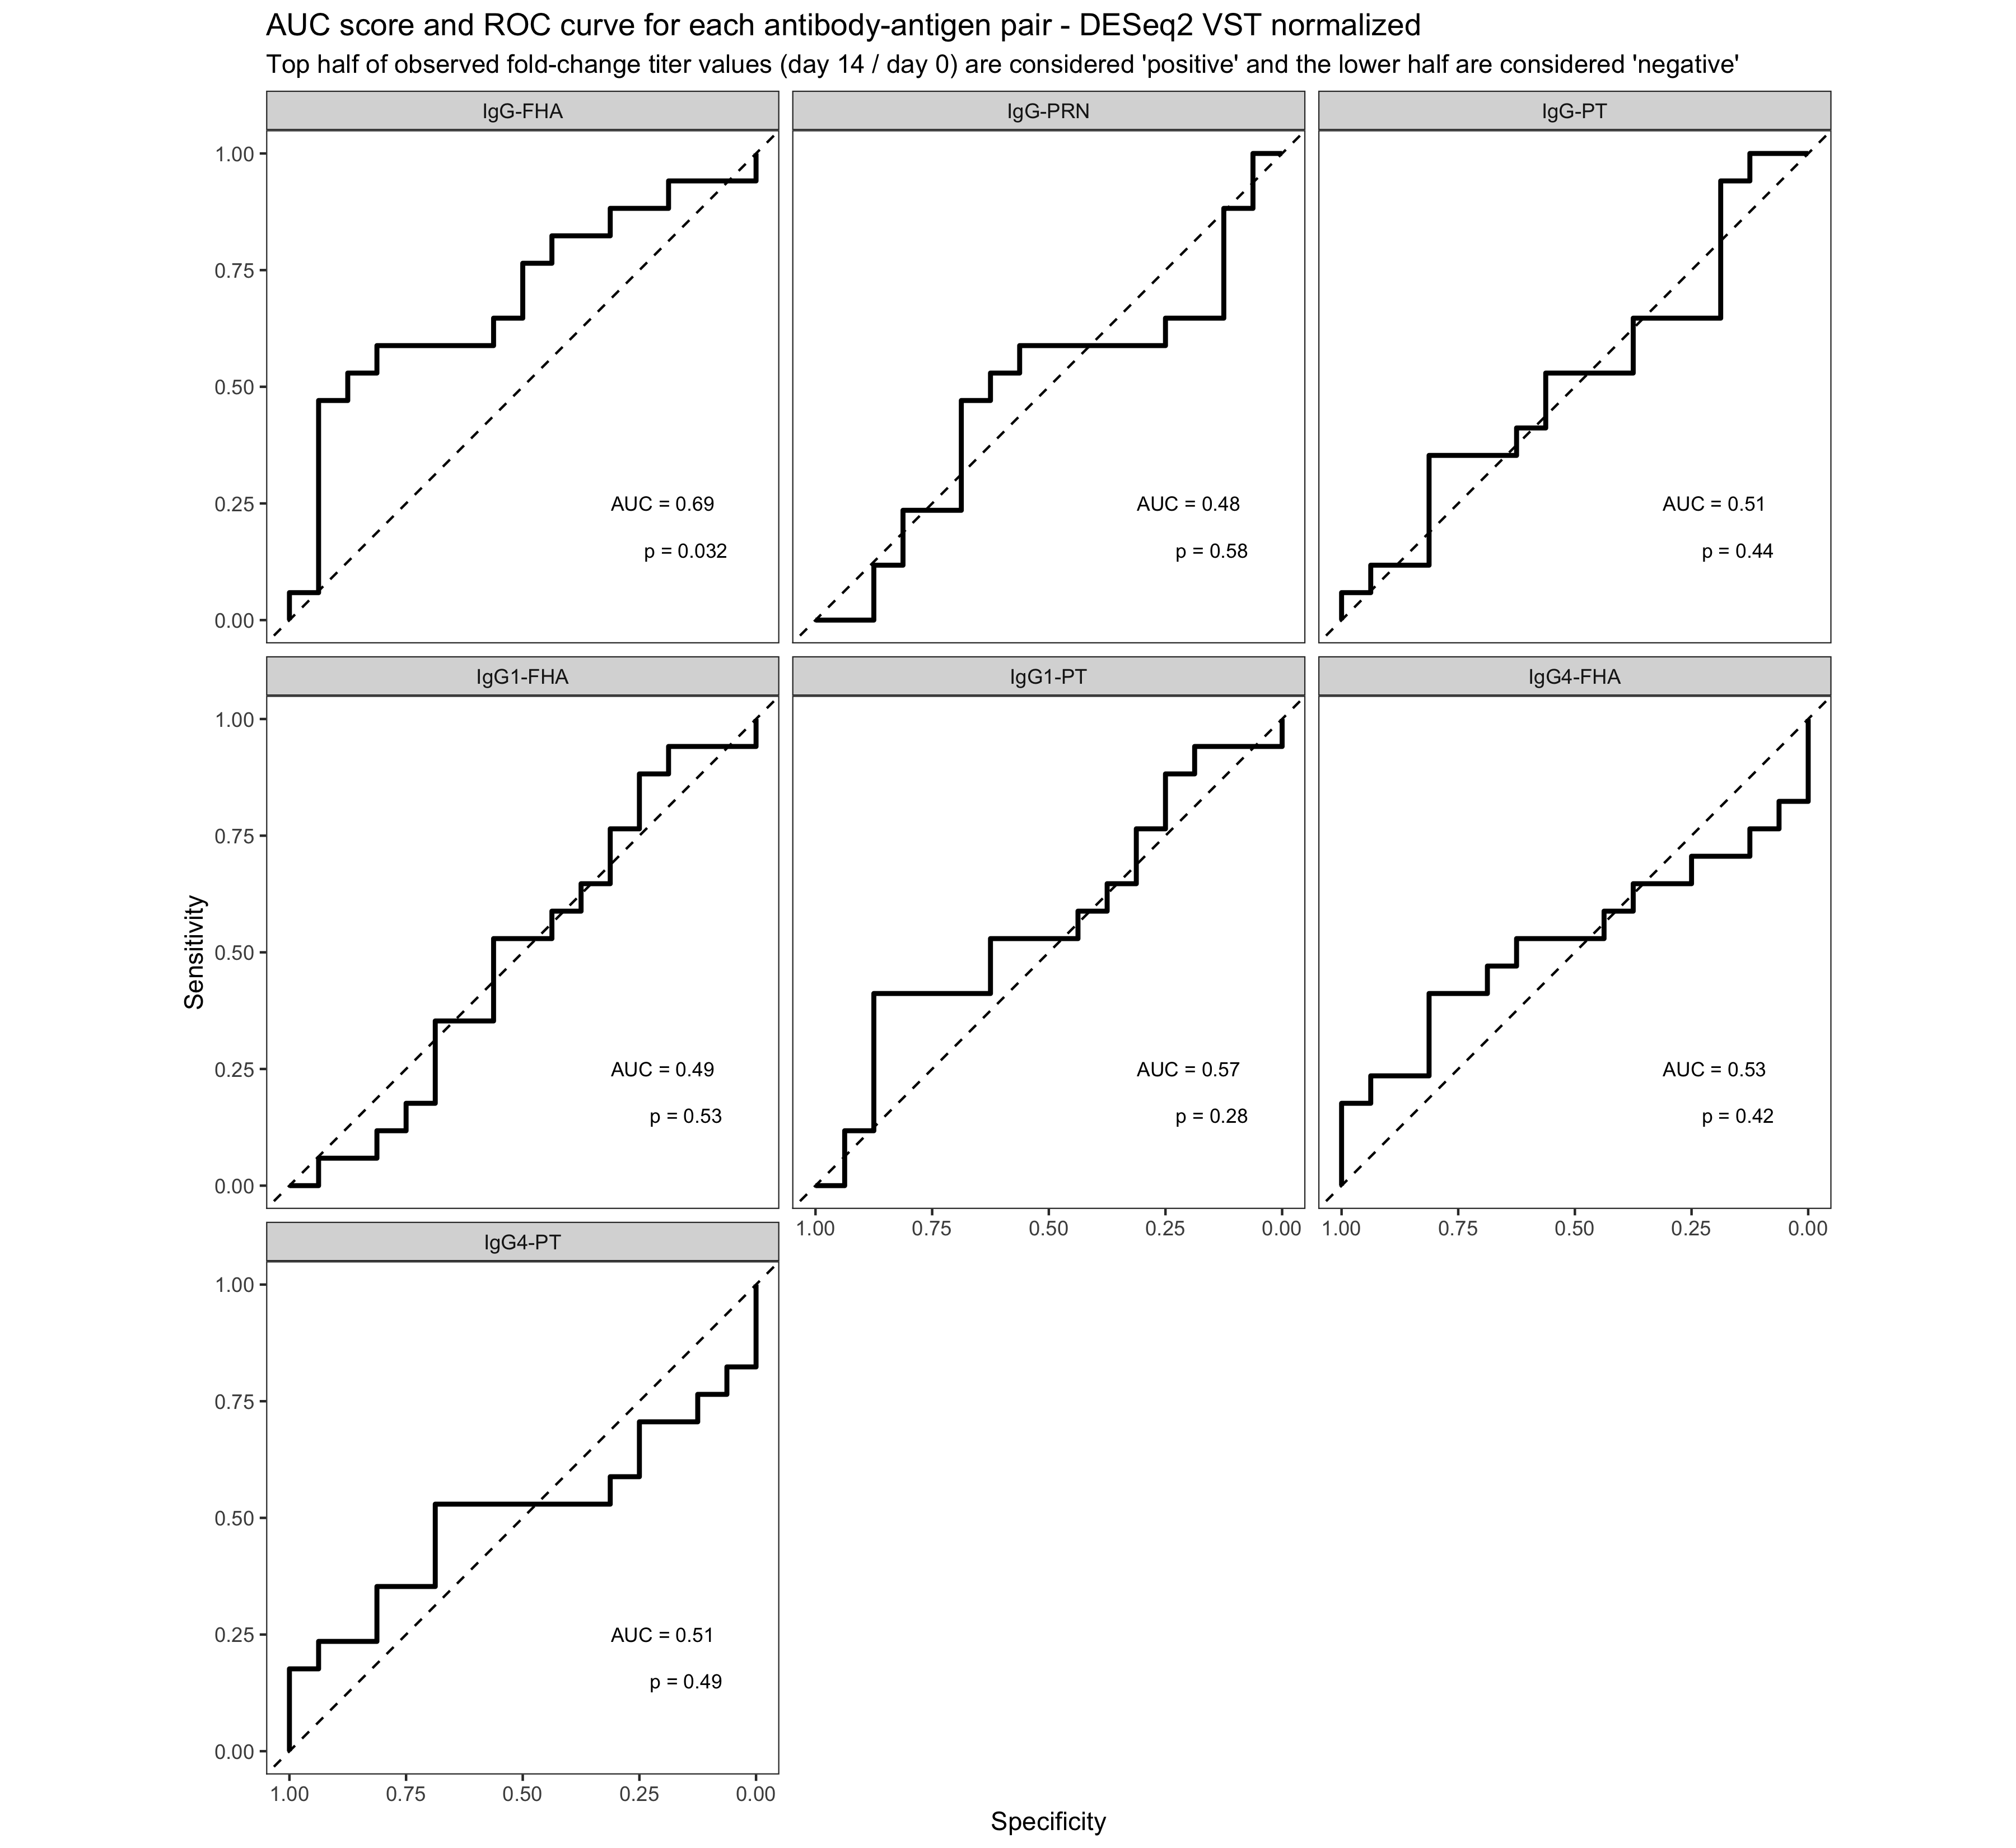 AUC score and ROC curve for each antibody-antigen pair - DESeq2 VST normalized
Top half of observed fold-change titer values (day 14 / day 0) are considered 'positive' and the lower half are considered 'negative'
IgG-FHA
IgG-PRN
IgG-PT
1.00
0.75
0.50
0.25
0.00
AUC = 0.69
p = 0.032
AUC = 0.48
p = 0.58
AUC = 0.51
p = 0.44
IgG1-FHA
IgG1-PT
IgG4-FHA
Sensitivity
1.00
0.75
0.50
0.25
0.00
AUC = 0.49
p = 0.53
AUC = 0.57
p = 0.28
AUC = 0.53
p = 0.42
1.00 0.75 0.50 0.25 0.00
1.00 0.75 0.50 0.25 0.00
IgG4-PT
1.00
0.75
0.50
0.25
0.00
AUC = 0.51
p = 0.49
1.00 0.75 0.50 0.25 0.00
Specificity